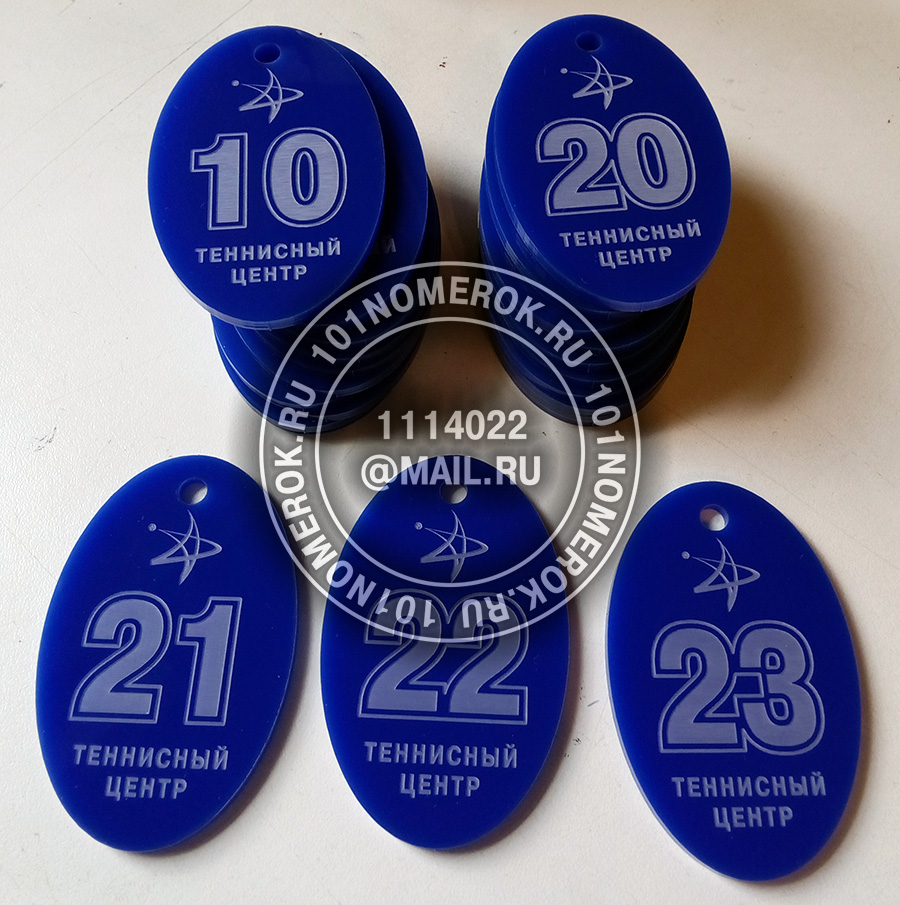 10
ТЕННИСНЫЙ
ЦЕНТР
20
ТЕННИСНЫЙ
ЦЕНТР
101NOMEROK.RU 101NOMEROK.RU 101NOMEROK.RU
1114022
@MAIL.RU
21
ТЕННИСНЫЙ
ЦЕНТР
22
ТЕННИСНЫЙ
ЦЕНТР
23
ТЕННИСНЫЙ
ЦЕНТР